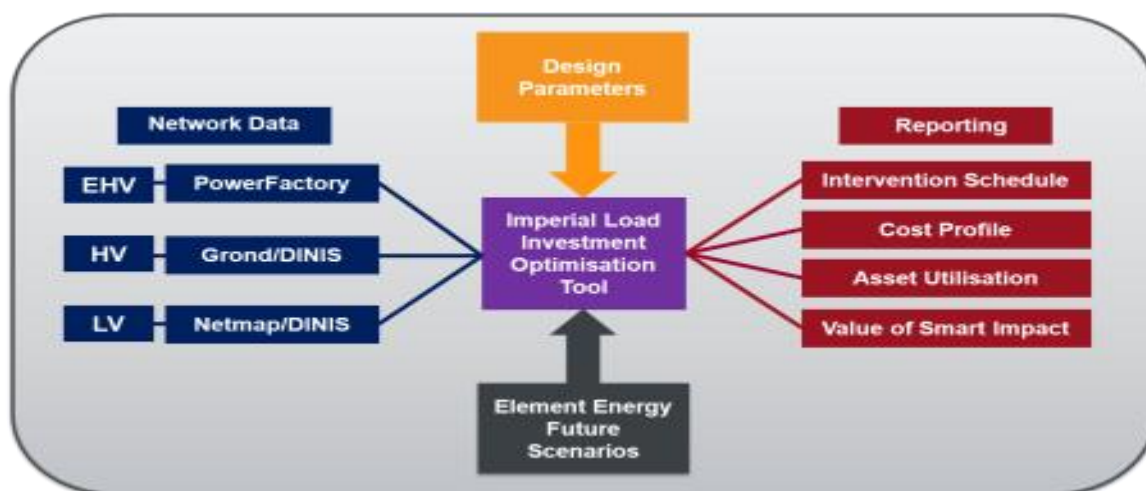 Design
Parameters
Network Data
EHV
PowerFactory
HV
Grond/DINIS
LV
Netmap/DINIS
Imperial Load
Investment
Optimisation
Tool
Element Energy
Future
Scenarios
Reporting
Intervention Schedule
Cost Profile
Asset Utilisation
Value of Smart Impact